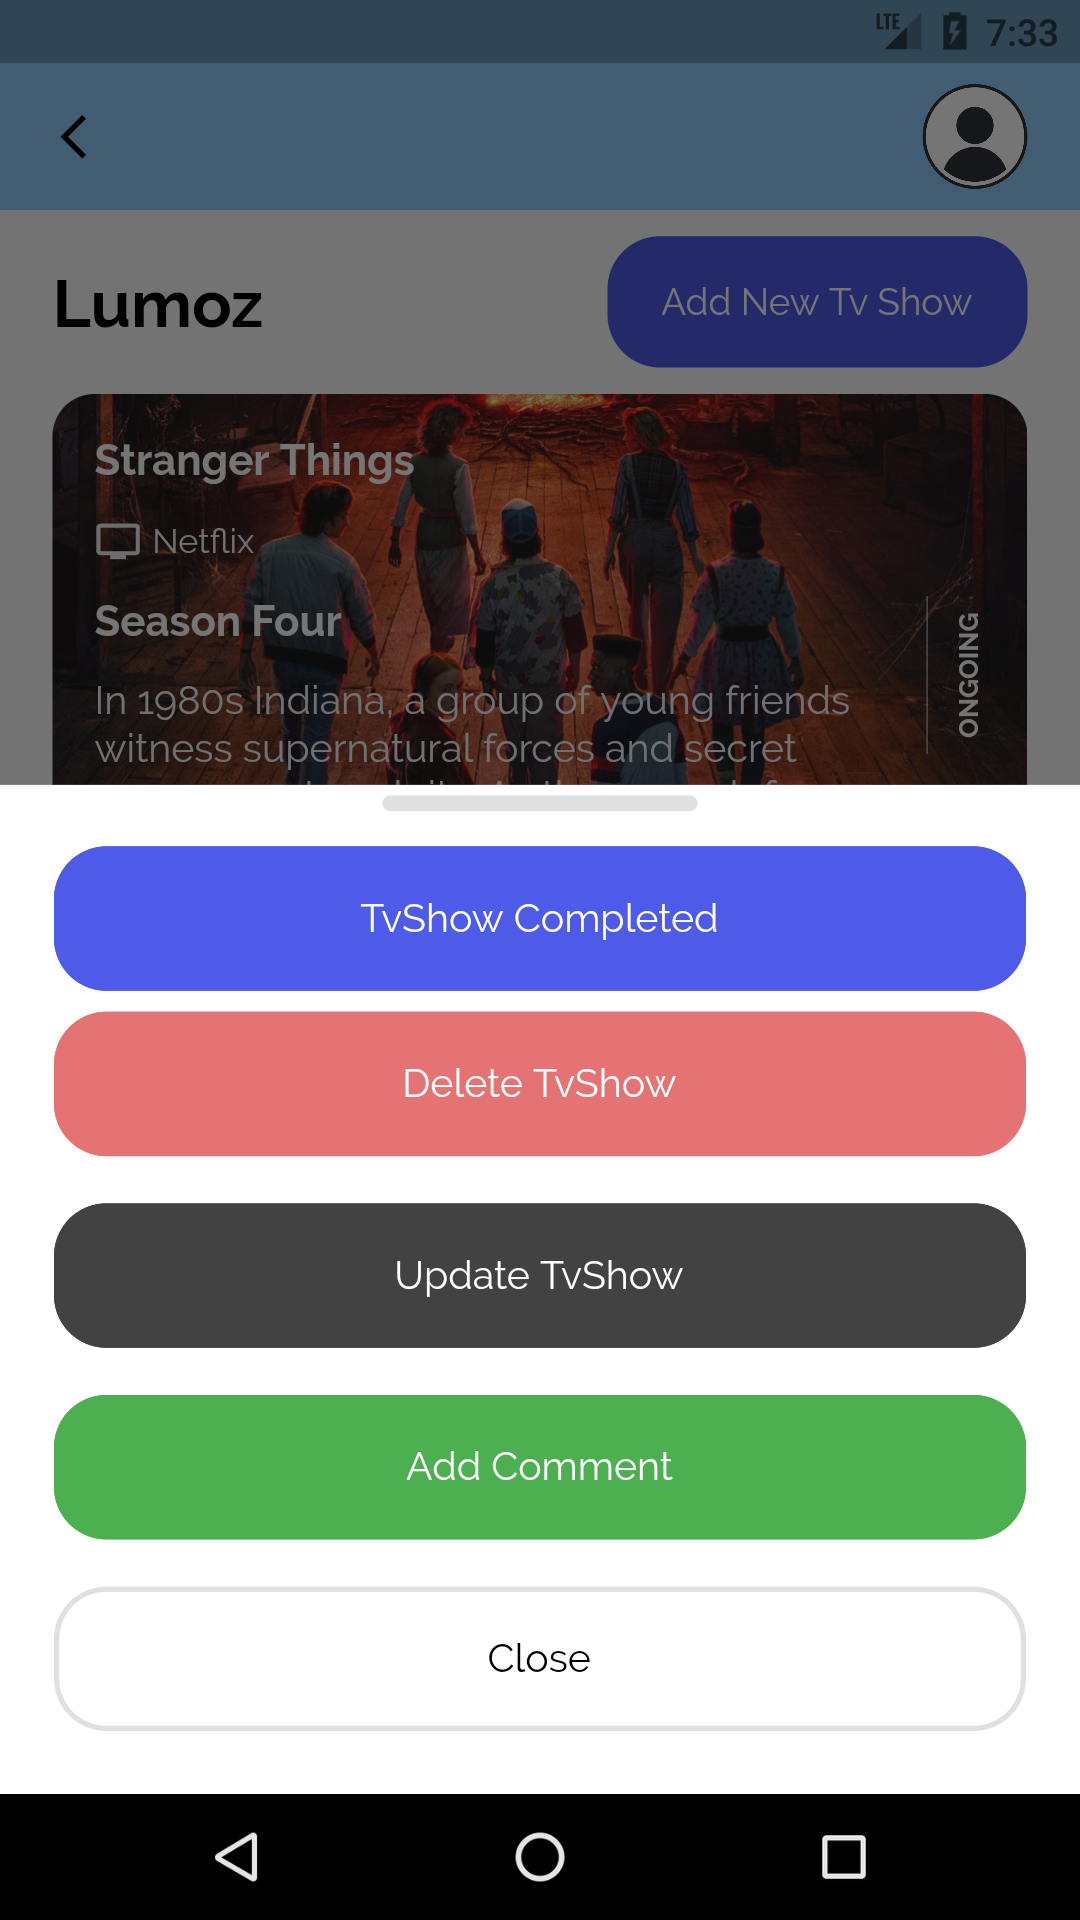 LTE 7:33
Lumoz
Add New Tv Show
Stranger Things
Netflix
Season Four
In 1980s Indiana, a group of young friends
witness supernatural forces and secret
ONGOING
TvShow Completed
Delete TvShow
Update TvShow
Add Comment
Close